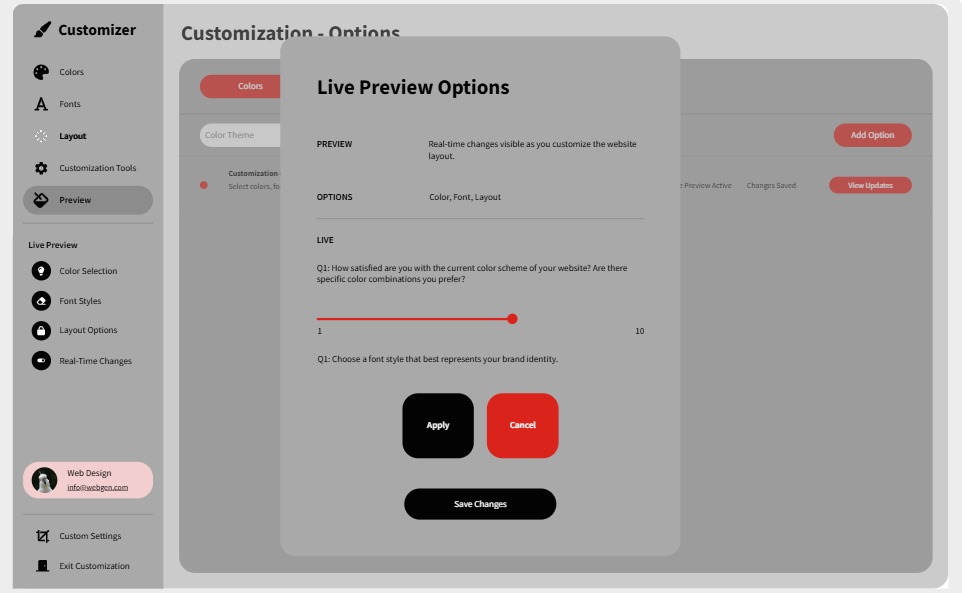 Customizer
Colors
Fonts
Layout
Customization Tools
Preview
Live Preview
Color Selection
Font Styles
Layout Options
Real-Time Changes
Web Design
info@webgen.com
Custom Settings
Exit Customization
Customization - Options
Colors
Color Theme
Add Option
Customization
Select colors, fo
Preview Active
Changes Saved
View Updates
Live Preview Options
PREVIEW
Real-time changes visible as you customize the website
layout.
OPTIONS
Color, Font, Layout
LIVE
Q1: How satisfied are you with the current color scheme of your website? Are there
specific color combinations you prefer?
1
10
Q1: Choose a font style that best represents your brand identity.
Apply
Cancel
Save Changes